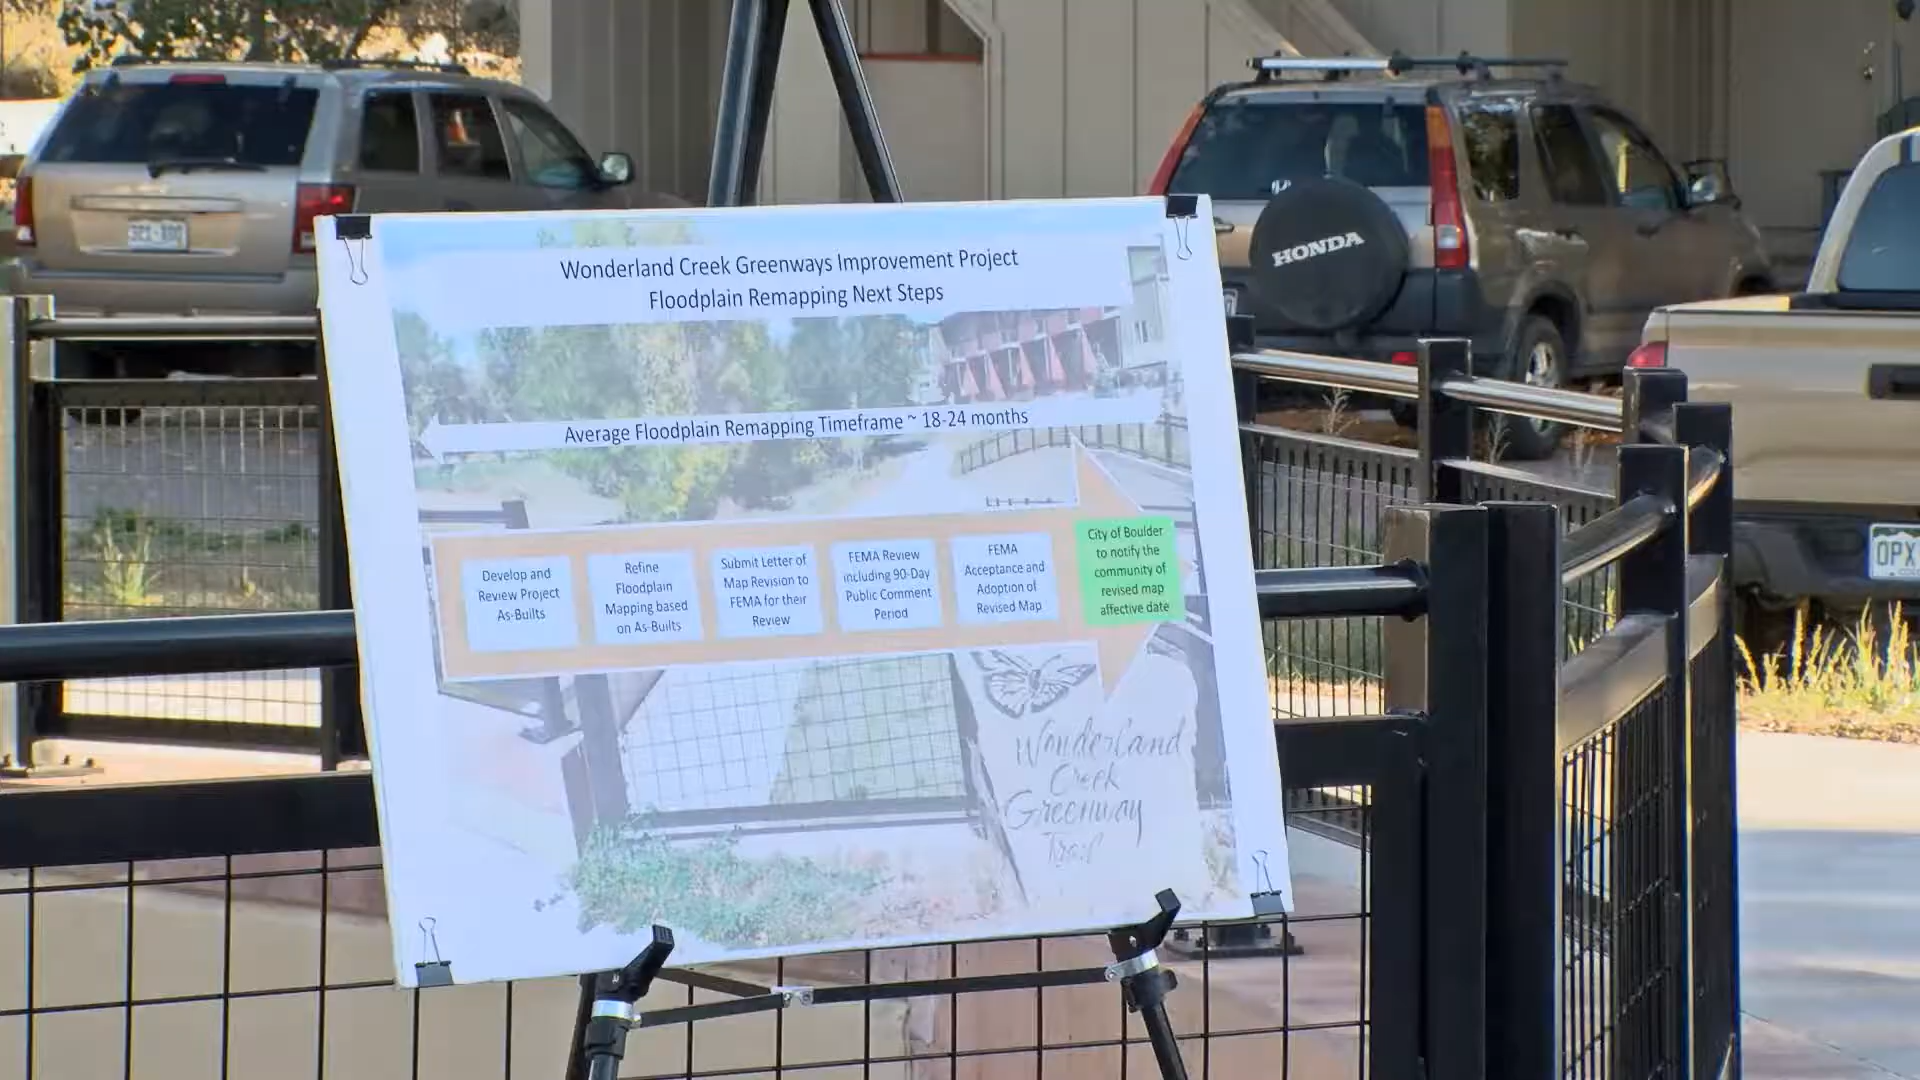 HONDA
Wonderland Creek Greenways Improvement Project
Floodplain Remapping Next Steps
Average Floodplain Remapping Timeframe ~ 18-24 months
Develop and
Review Project
As-Builts
Refine
Floodplain
Mapping based
on As-Builts
Submit Letter of
Map Revision to
FEMA for their
Review
FEMA Review
including 90-Day
Public Comment
Period
FEMA
Acceptance and
Adoption of
Revised Map
City of Boulder
to notify the
community of
revised map
affective date
OPX
Wonderland
Creek
Greenway
Trail